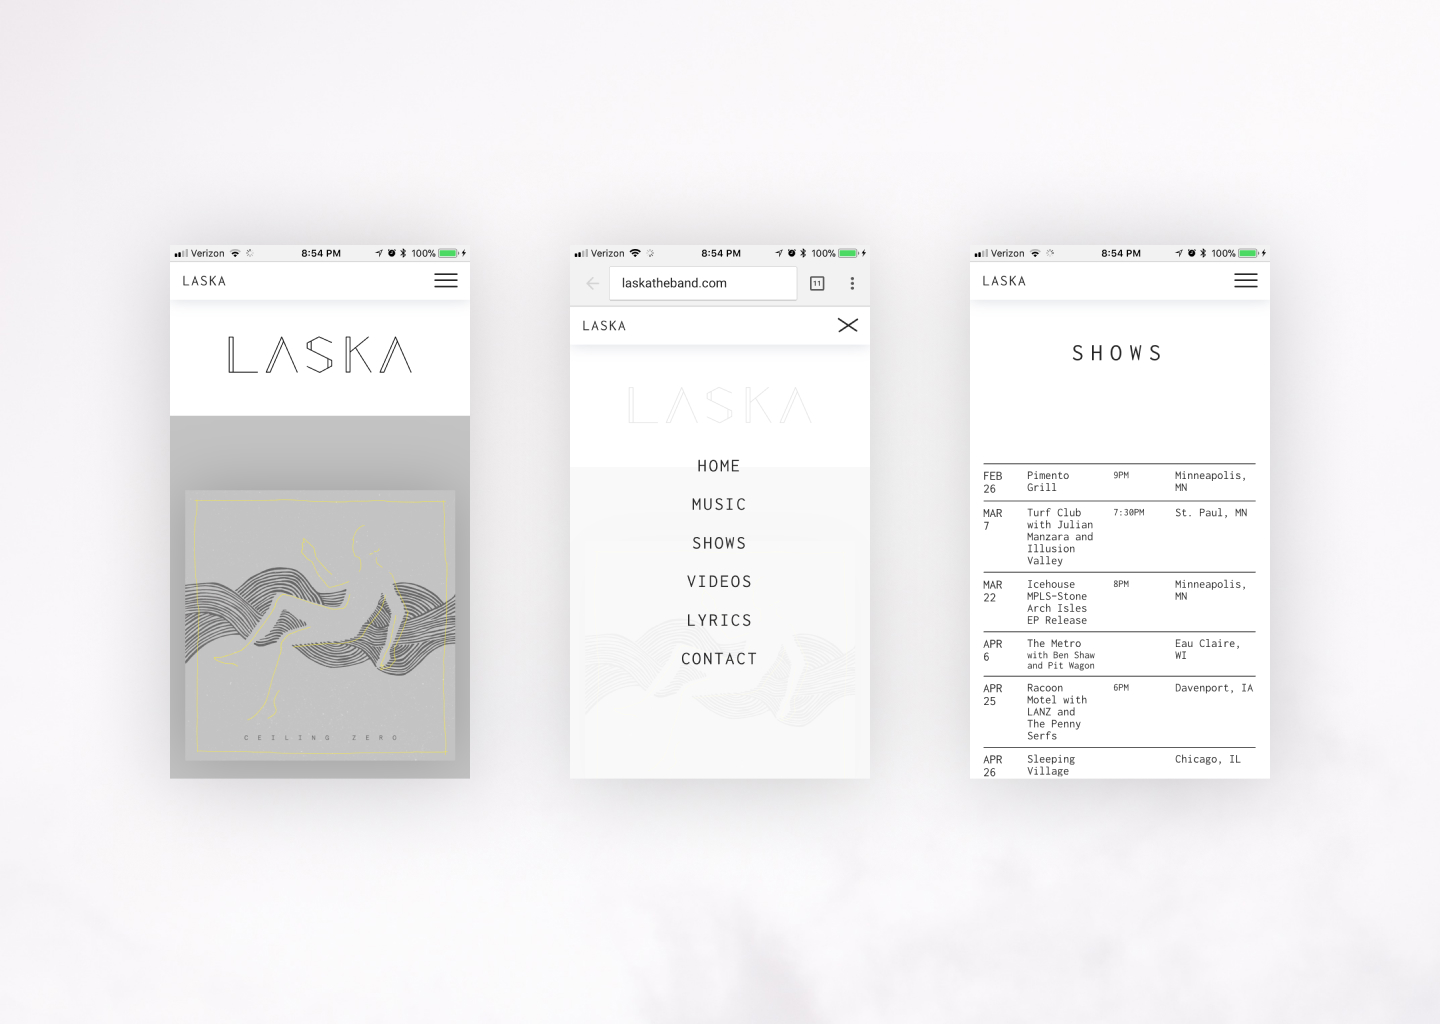 Verizon 8:54 PM 100%
LASKA
LASKA
CEILING ZERO
Verizon 8:54 PM 100%
laskatheband.com 11
LASKA
LASKA
HOME
MUSIC
SHOWS
VIDEOS
LYRICS
CONTACT
Verizon 8:54 PM 100%
LASKA
SHOWS
FEB Pimento 9PM Minneapolis,
26 Grill MN
MAR Turf Club 7:30PM St. Paul, MN
7 with Julian
Manzara and
Illusion
Valley
MAR Icehouse 8PM Minneapolis,
22 MPLS-Stone MN
Arch Isles
EP Release
APR The Metro Eau Claire,
6 with Ben Shaw WI
and Pit Wagon
APR Racoon 6PM Davenport, IA
25 Motel with
LANZ and
The Penny
Serfs
APR Sleeping Chicago, IL
26 Village